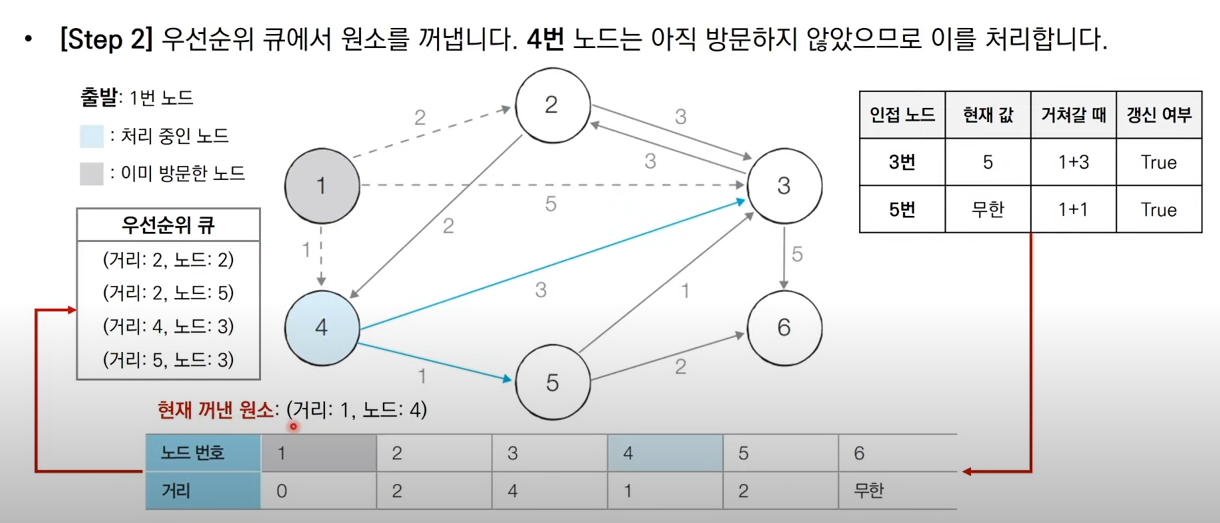 • [Step 2] 우선순위 큐에서 원소를 꺼냅니다. 4번 노드는 아직 방문하지 않았으므로 이를 처리합니다.
출발: 1번 노드
: 처리 중인 노드
: 이미 방문한 노드
우선순위 큐
(거리: 2, 노드: 2)
(거리: 2, 노드: 5)
(거리: 4, 노드: 3)
(거리: 5, 노드: 3)
1
2
3
4
5
6
2
3
3
5
2
1
3
1
1
5
2
인접 노드 현재 값 거쳐갈 때 갱신 여부
3번 5 1+3 True
5번 무한 1+1 True
현재 꺼낸 원소: (거리: 1, 노드: 4)
노드 번호 1 2 3 4 5 6
거리 0 2 4 1 2 무한